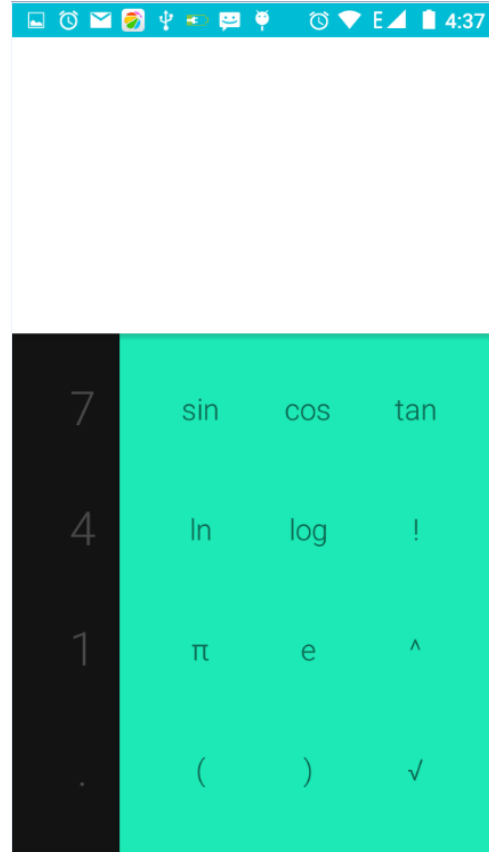 E 4:37
7 sin cos tan
4 ln log !
1 π e ^
. ( ) √